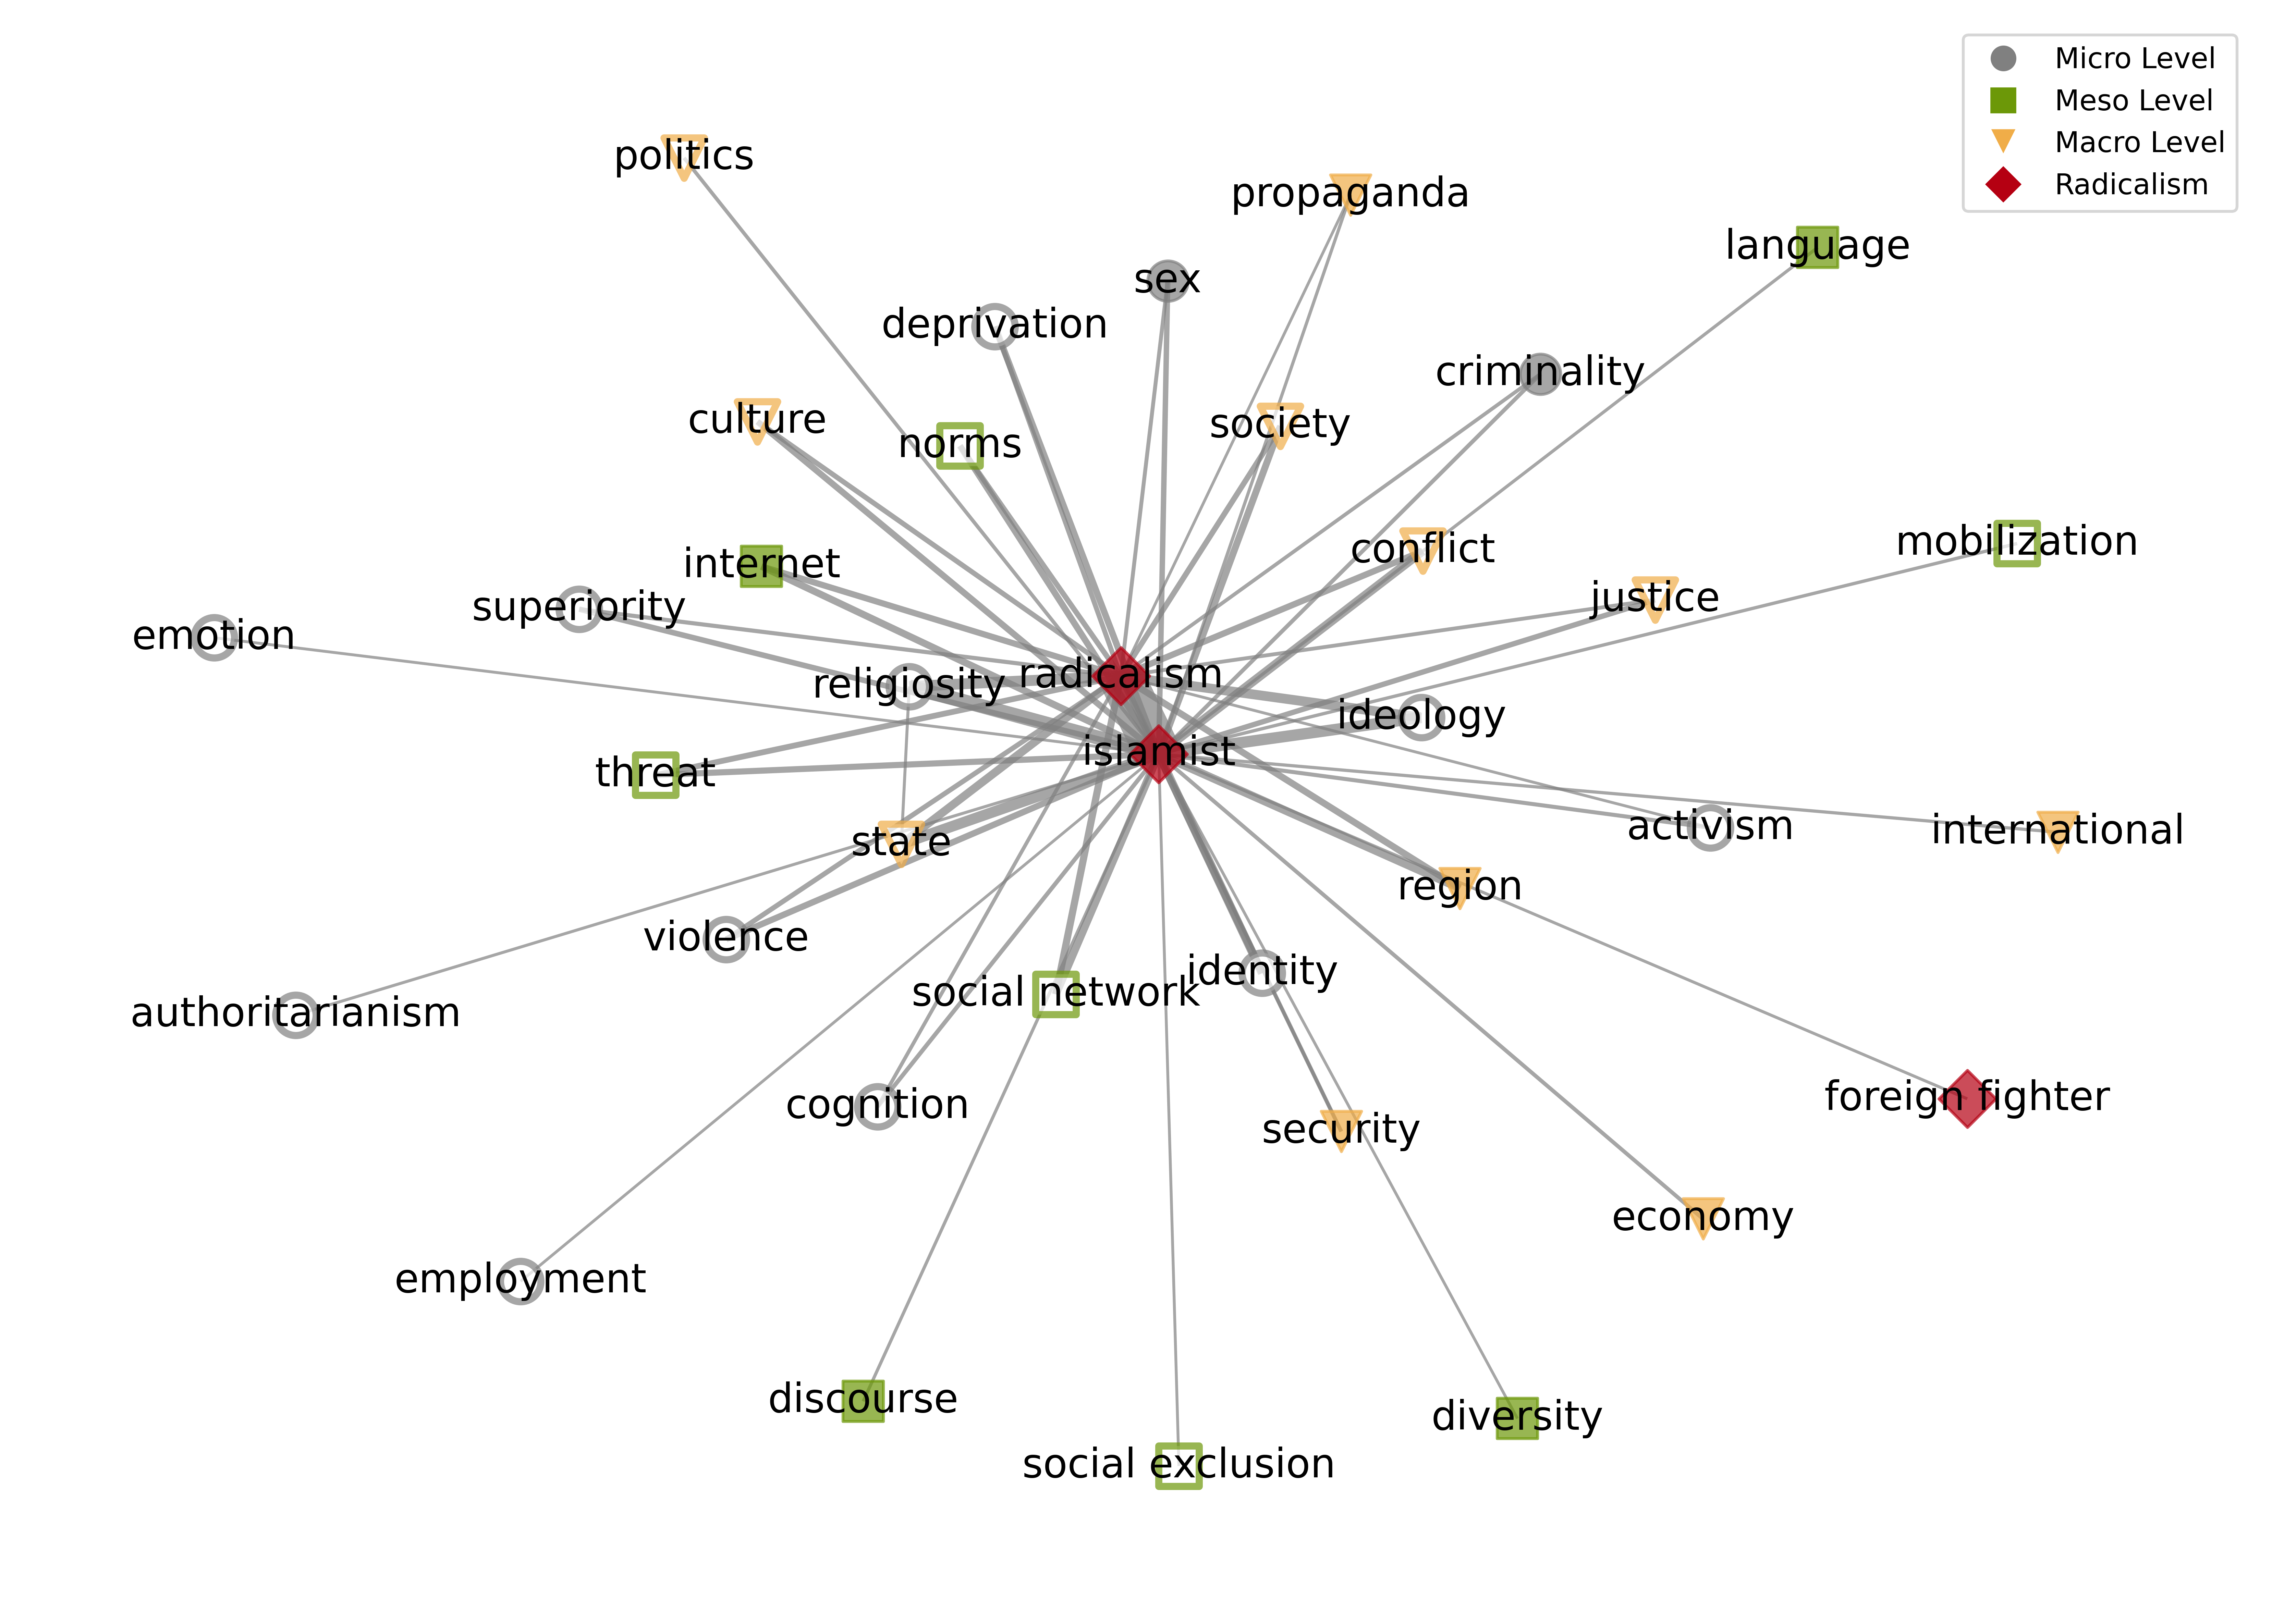 Micro Level
Meso Level
Macro Level
Radicalism
politics
propaganda
language
sex
deprivation
criminality
culture
society
norms
conflict
mobilization
internet
justice
superiority
emotion
radicalism
religiosity
ideology
islamist
threat
activism
international
state
region
violence
identity
social network
authoritarianism
foreign fighter
cognition
security
economy
employment
discourse
diversity
social exclusion